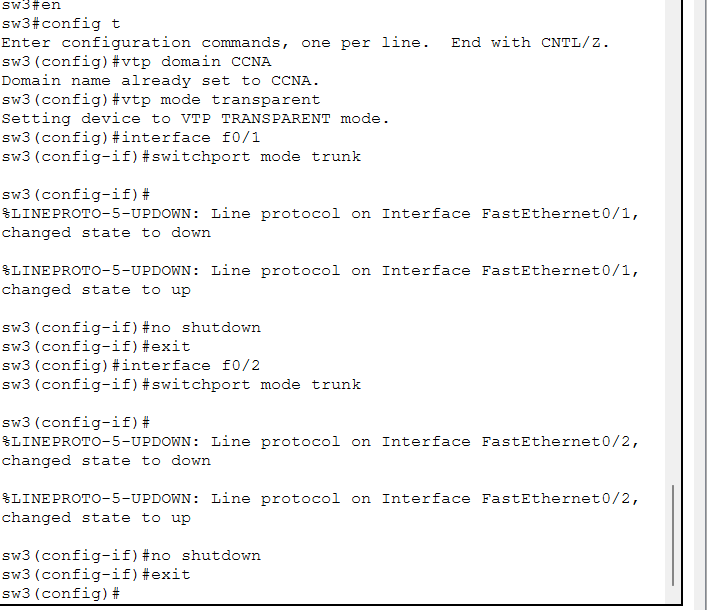 sw3#en
sw3#config t
Enter configuration commands, one per line.  End with CNTL/Z.
sw3(config)#vtp domain CCNA
Domain name already set to CCNA.
sw3(config)#vtp mode transparent
Setting device to VTP TRANSPARENT mode.
sw3(config)#interface f0/1
sw3(config-if)#switchport mode trunk
sw3(config-if)#
%LINEPROTO-5-UPDOWN: Line protocol on Interface FastEthernet0/1,
changed state to down
%LINEPROTO-5-UPDOWN: Line protocol on Interface FastEthernet0/1,
changed state to up
sw3(config-if)#no shutdown
sw3(config-if)#exit
sw3(config)#interface f0/2
sw3(config-if)#switchport mode trunk
sw3(config-if)#
%LINEPROTO-5-UPDOWN: Line protocol on Interface FastEthernet0/2,
changed state to down
%LINEPROTO-5-UPDOWN: Line protocol on Interface FastEthernet0/2,
changed state to up
sw3(config-if)#no shutdown
sw3(config-if)#exit
sw3(config)#